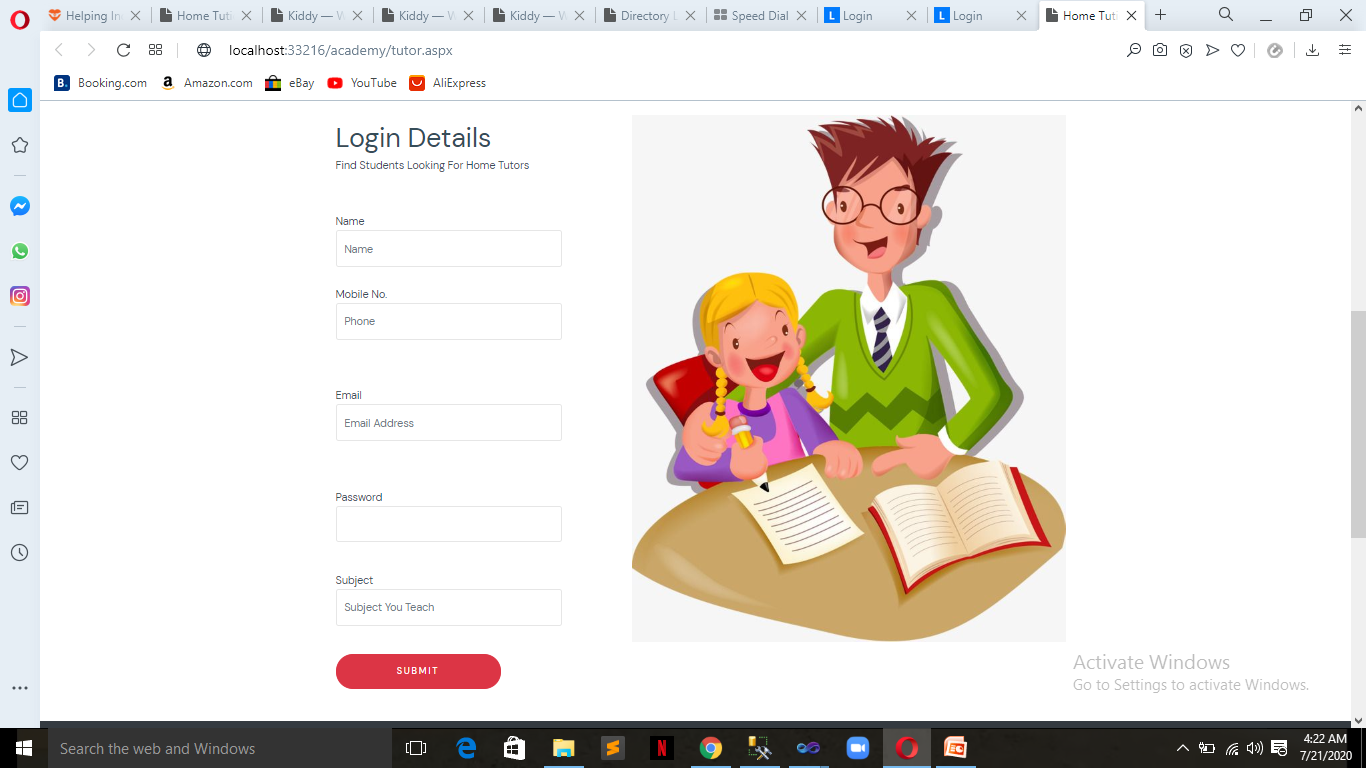 Helping In
Home Tut
Kiddy — W
Kiddy — W
Kiddy — W
Directory L
Speed Dial
Login
Login
Home Tut
localhost:33216/academy/tutor.aspx
Booking.com
Amazon.com
eBay
YouTube
AliExpress
Login Details
Find Students Looking For Home Tutors
Name
Name
Mobile No.
Phone
Email
Email Address
Password
Subject
Subject You Teach
SUBMIT
Activate Windows
Go to Settings to activate Windows.
Search the web and Windows
4:22 AM
7/21/2020